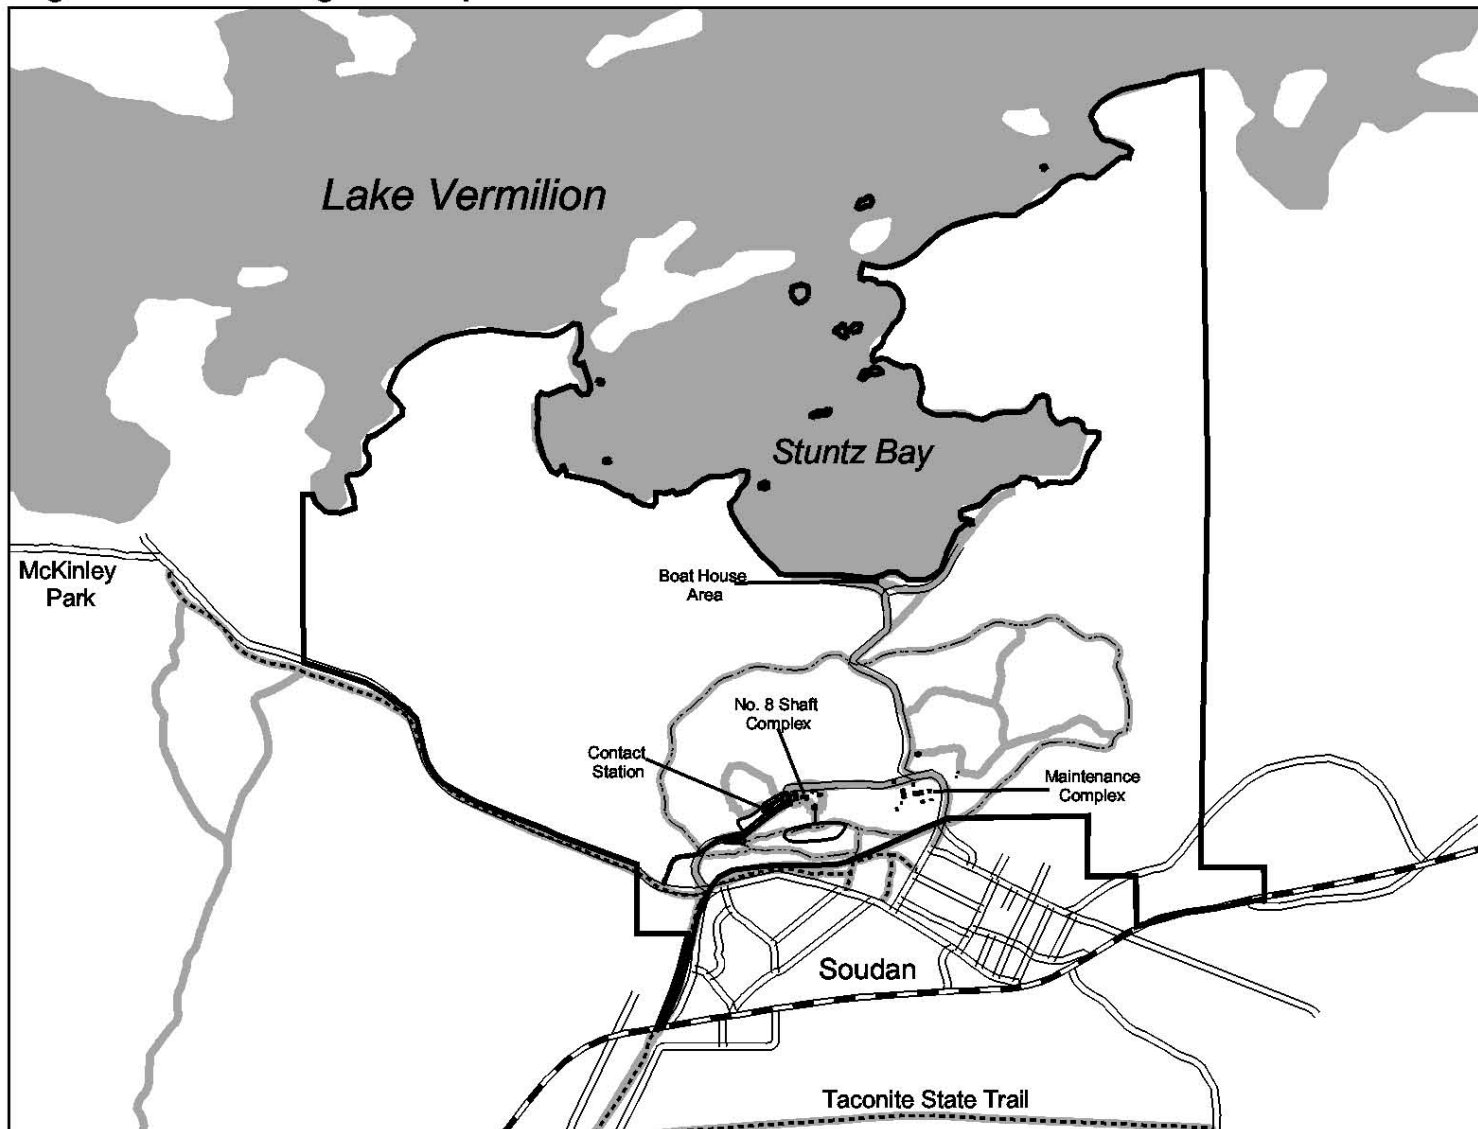 Lake Vermilion
Stuntz Bay
McKinley
Park
Boat House
Area
No. 8 Shaft
Complex
Contact
Station
Maintenance
Complex
Soudan
Taconite State Trail